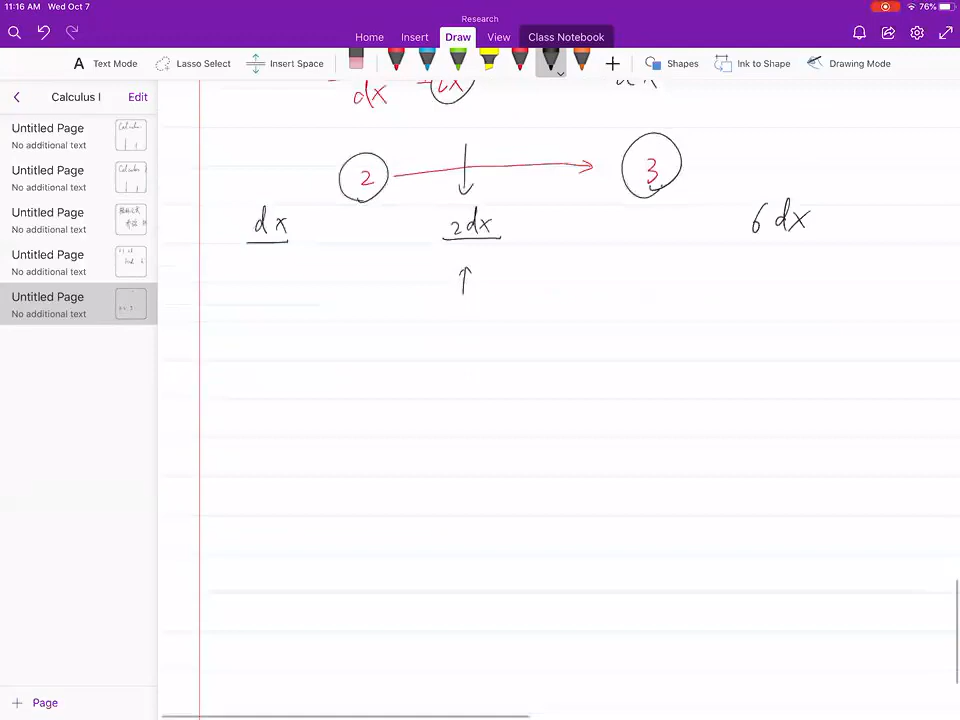 11:16 AM Wed Oct 7
76%
Research
Home Insert Draw View Class Notebook
Text Mode Lasso Select Insert Space Shapes Ink to Shape Drawing Mode
Calculus I Edit
Untitled Page
No additional text
Untitled Page
No additional text
Untitled Page
No additional text
Untitled Page
No additional text
Untitled Page
No additional text
Page
dx
2 3
dx 2dx 6 dx